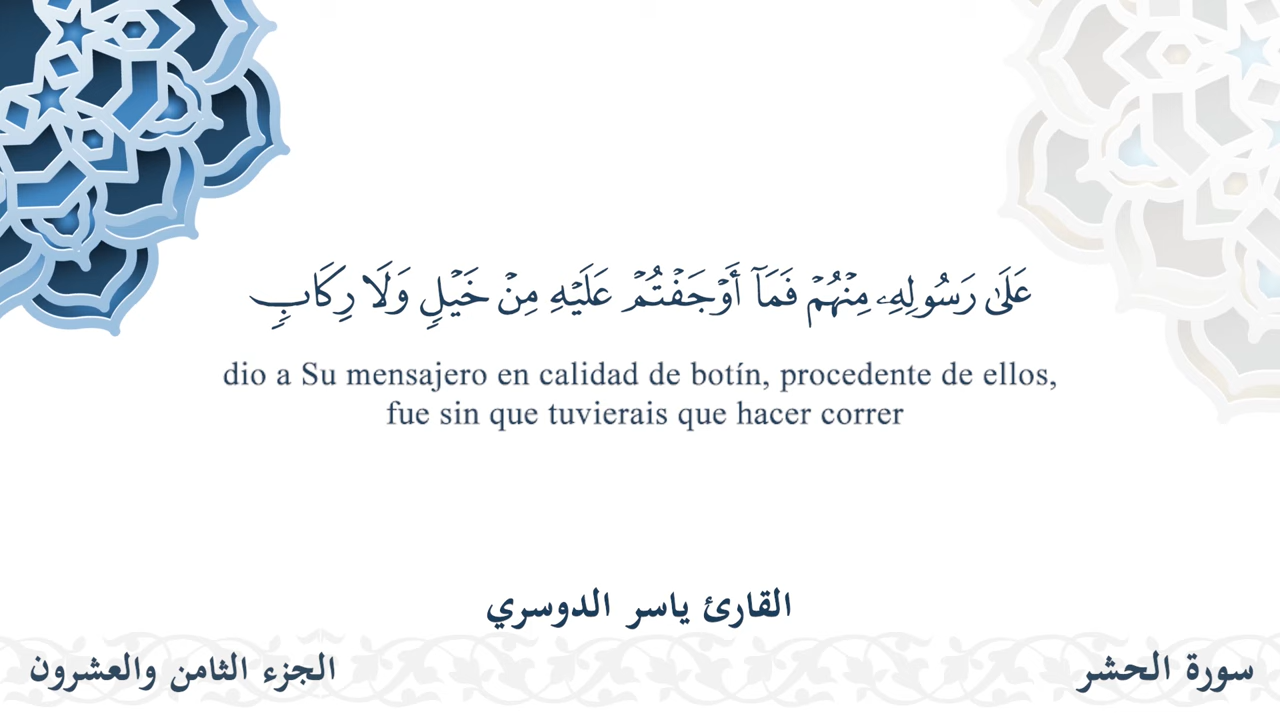 عَلَىٰ رَسُولِهِۦ مِنْهُمْ فَمَآ أَوْجَفْتُمْ عَلَيْهِ مِنْ خَيْلٍ وَلَا رِكَابٍ
dio a Su mensajero en calidad de botín, procedente de ellos,
fue sin que tuvierais que hacer correr
القارئ ياسر الدوسري
سورة الحشر
الجزء الثامن والعشرون